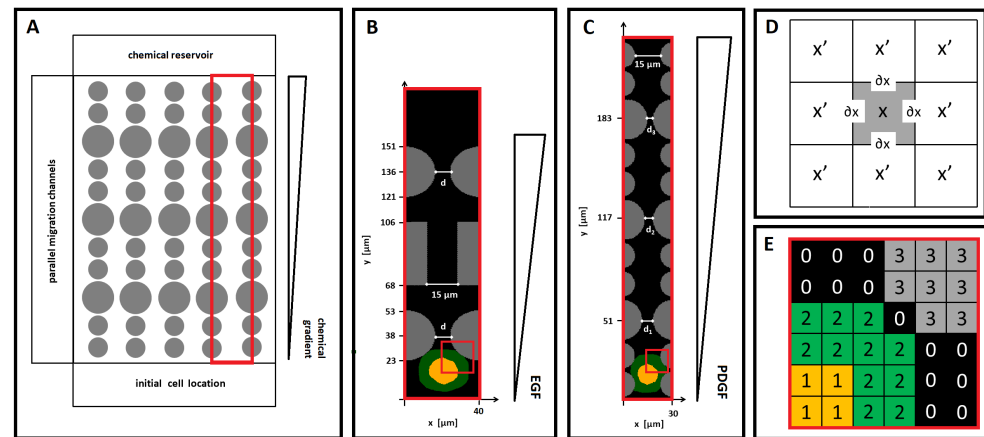 A
chemical reservoir
parallel migration channels
chemical
gradient
initial cell location
B
151
136
121
106
68
53
38
23
y [µm]
d
15 µm
d
40
x [µm]
EGF
C
183
117
51
y [µm]
15 µm
d3
d2
d1
30
x [µm]
PDGF
D
x’ x’ x’
∂x
x’ ∂x x ∂x x’
∂x
x’ x’ x’
E
0 0 0 3 3 3
0 0 0 3 3 3
2 2 2 0 3 3
2 2 2 2 0 0
1 1 2 2 0 0
1 1 2 2 0 0